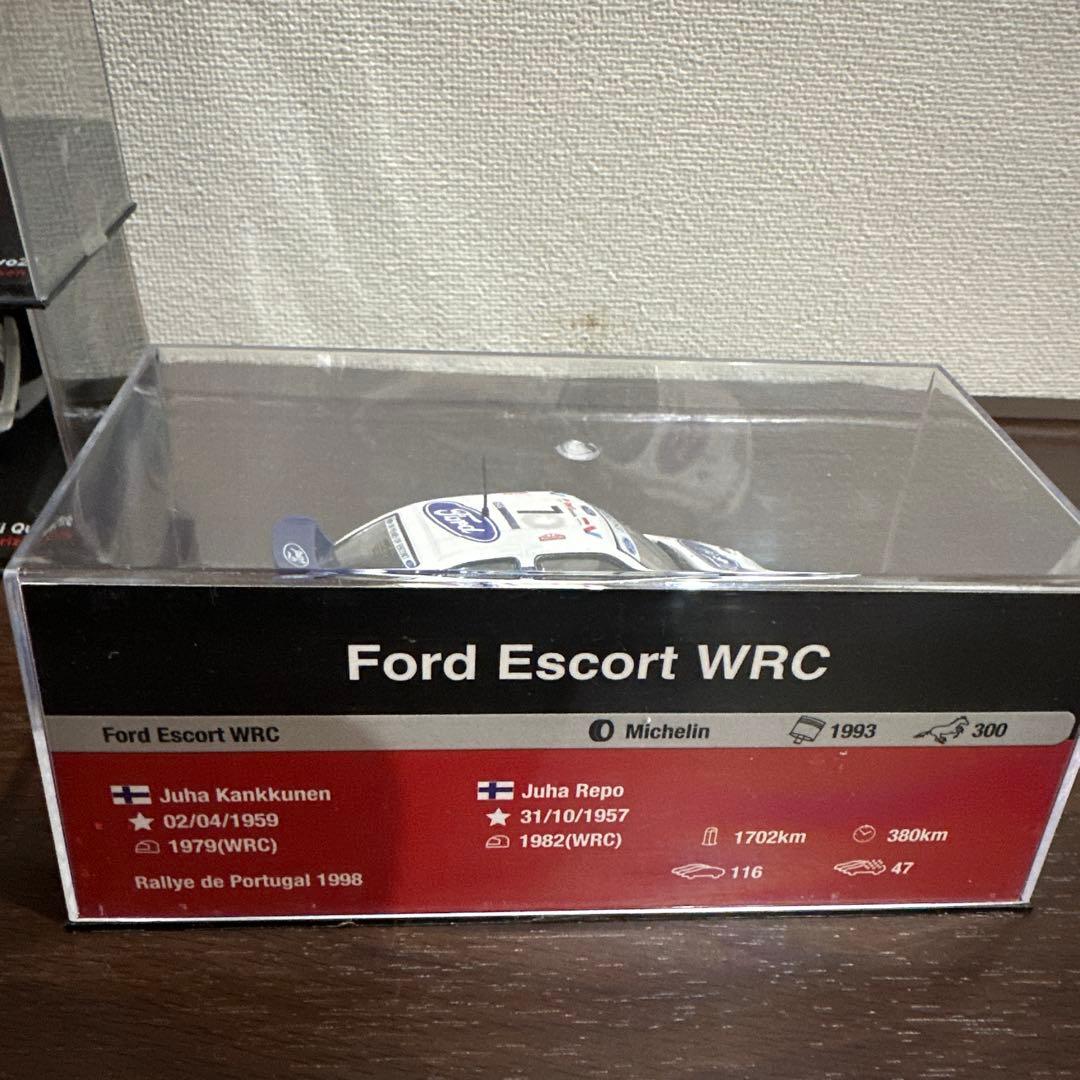 Ford
Ford Escort WRC
Ford Escort WRC
Michelin
1993
300
Juha Kankkunen
02/04/1959
1979(WRC)
Juha Repo
31/10/1957
1982(WRC)
1702km
380km
116
47
Rallye de Portugal 1998